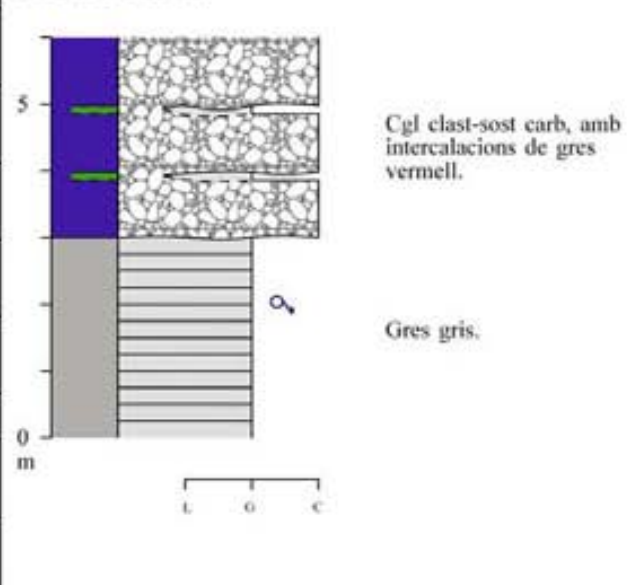 5
Cgl clast-sost carb, amb
intercalacions de gres
vermell.
Gres gris.
0
m
L G C